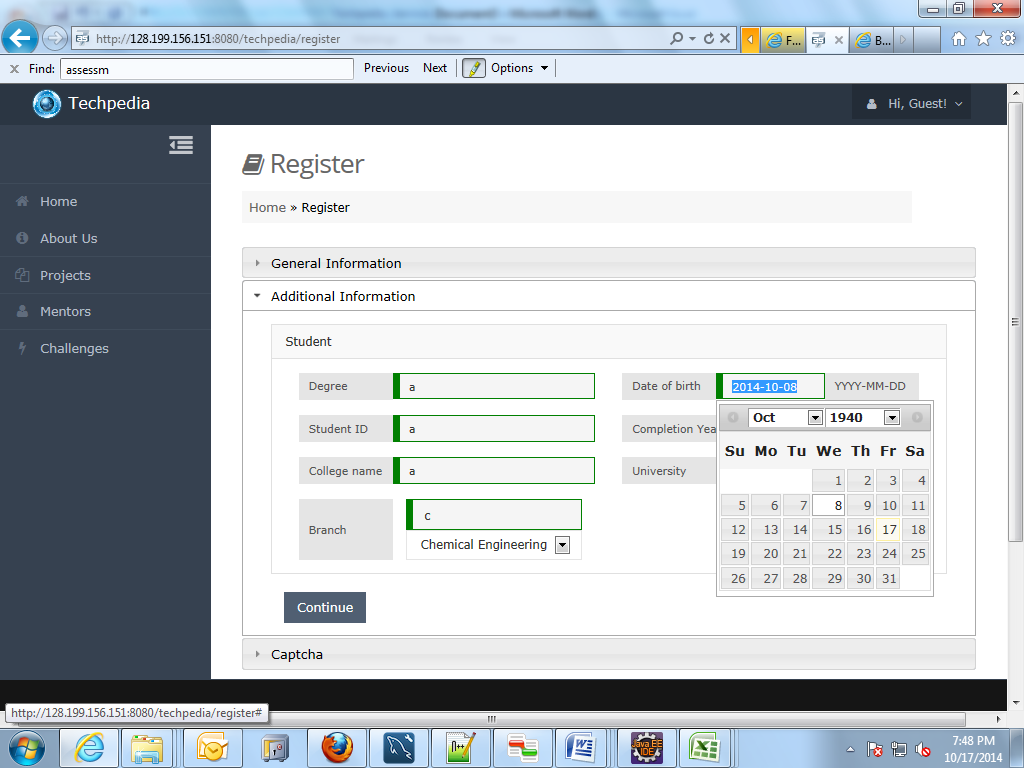 http://128.199.156.151:8080/techpedia/register
F...
B...
Find: assessm Previous Next Options
Techpedia
Hi, Guest!
Register
Home
Home » Register
About Us
General Information
Projects
Additional Information
Mentors
Student
Challenges
Degree a
Date of birth 2014-10-08 YYYY-MM-DD
Student ID a
Completion Yea
College name a
University
Branch c
Chemical Engineering
Oct 1940
Su Mo Tu We Th Fr Sa
1 2 3 4
5 6 7 8 9 10 11
12 13 14 15 16 17 18
19 20 21 22 23 24 25
26 27 28 29 30 31
Continue
Captcha
http://128.199.156.151:8080/techpedia/register#
7:48 PM
10/17/2014